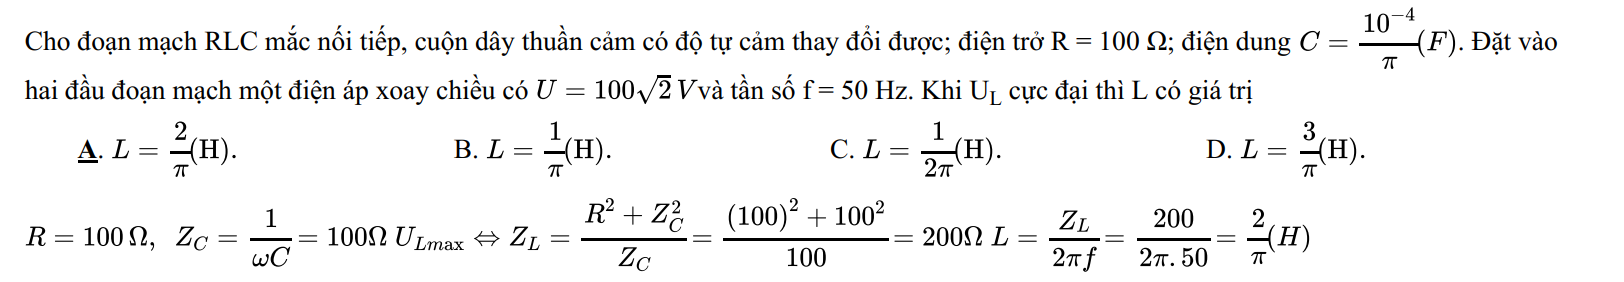 Cho đoạn mạch RLC mắc nối tiếp, cuộn dây thuần cảm có độ tự cảm thay đổi được; điện trở R = 100 Ω; điện dung $C = \frac{10^{-4}}{\pi}(F)$. Đặt vào
hai đầu đoạn mạch một điện áp xoay chiều có $U = 100\sqrt{2}\,V$và tần số f = 50 Hz. Khi U_L cực đại thì L có giá trị
A. $L = \frac{2}{\pi}$(H). B. $L = \frac{1}{\pi}$(H). C. $L = \frac{1}{2\pi}$(H). D. $L = \frac{3}{\pi}$(H).
$R = 100\,\Omega,\ Z_C = \frac{1}{\omega C} = 100\Omega\ U_{L\max} \Leftrightarrow Z_L = \frac{R^2 + Z_C^2}{Z_C} = \frac{(100)^2 + 100^2}{100} = 200\Omega\ L = \frac{Z_L}{2\pi f} = \frac{200}{2\pi.50} = \frac{2}{\pi}(H)$